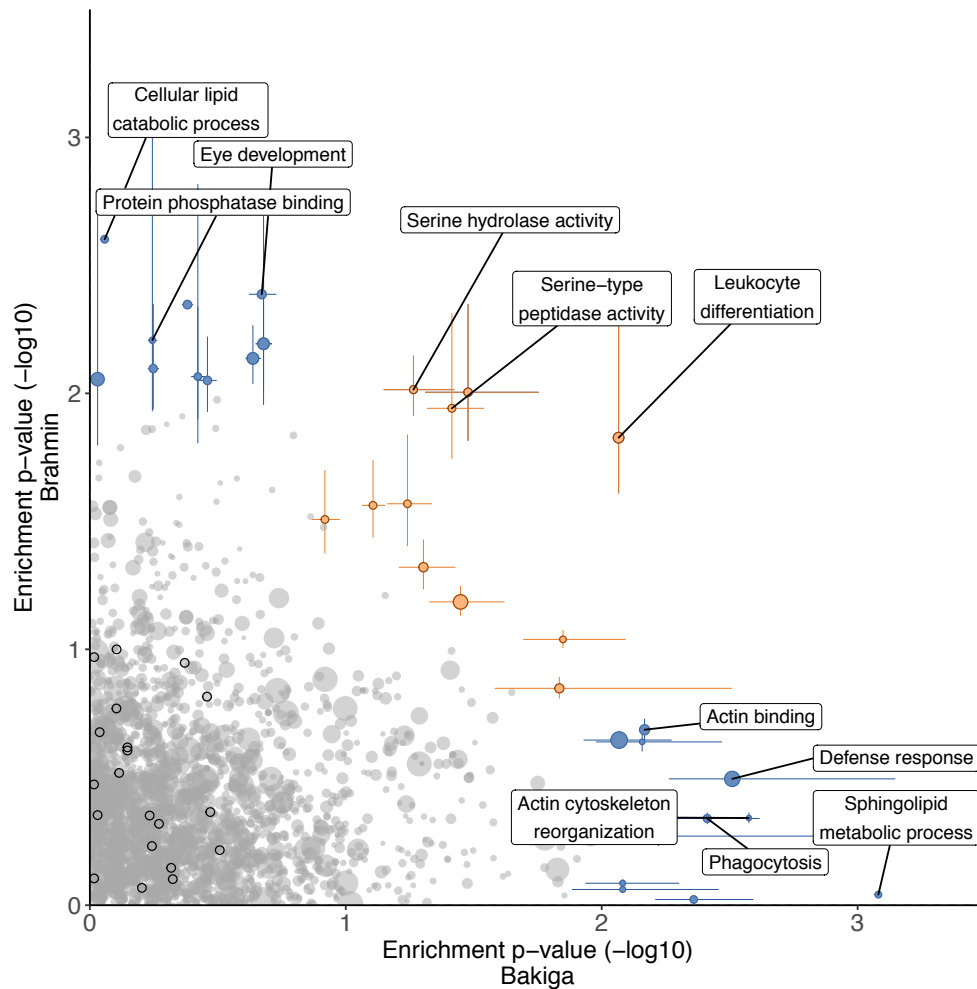 Cellular lipid
catabolic process
Eye development
Protein phosphatase binding
Serine hydrolase activity
Serine−type
peptidase activity
Leukocyte
differentiation
Actin binding
Defense response
Actin cytoskeleton
reorganization
Sphingolipid
metabolic process
Phagocytosis
3
2
1
0
0
1
2
3
Enrichment p−value (−log10)
Brahmin
Enrichment p−value (−log10)
Bakiga